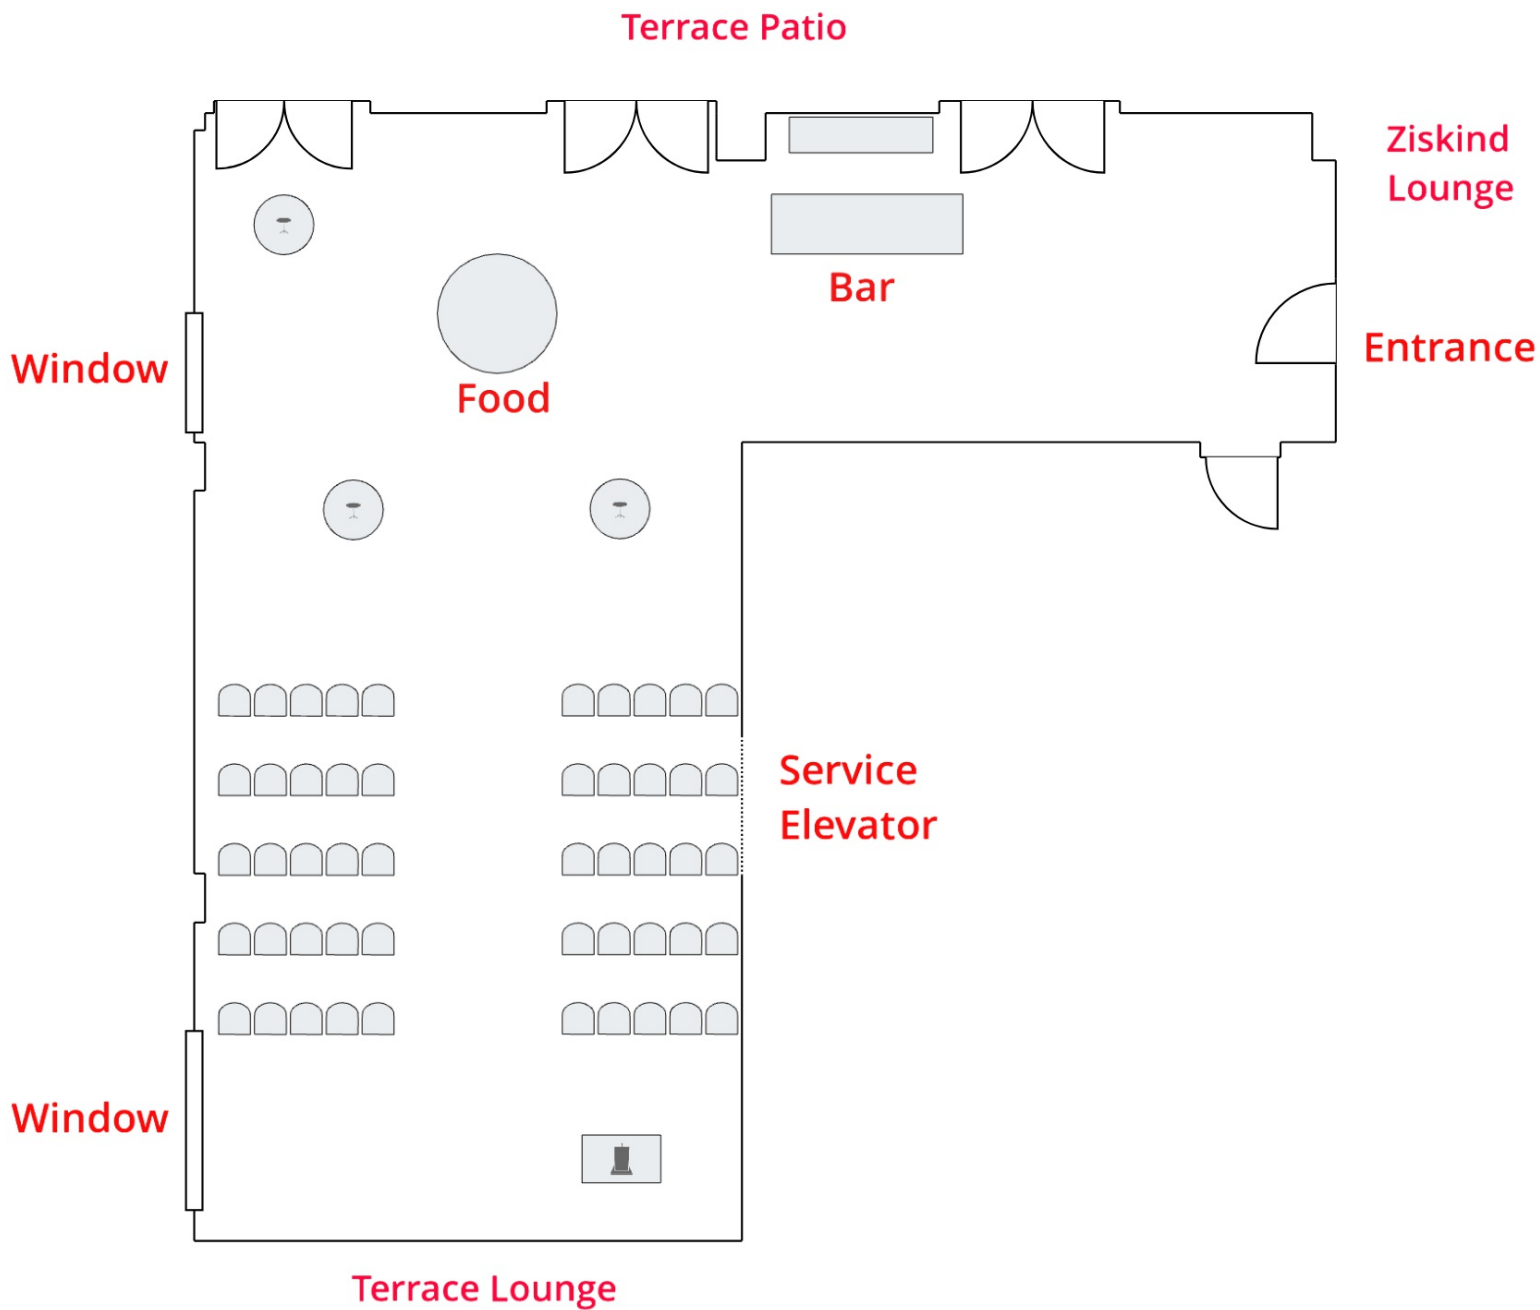 Terrace Patio
Ziskind
Lounge
Bar
Entrance
Window
Food
Service
Elevator
Window
Terrace Lounge